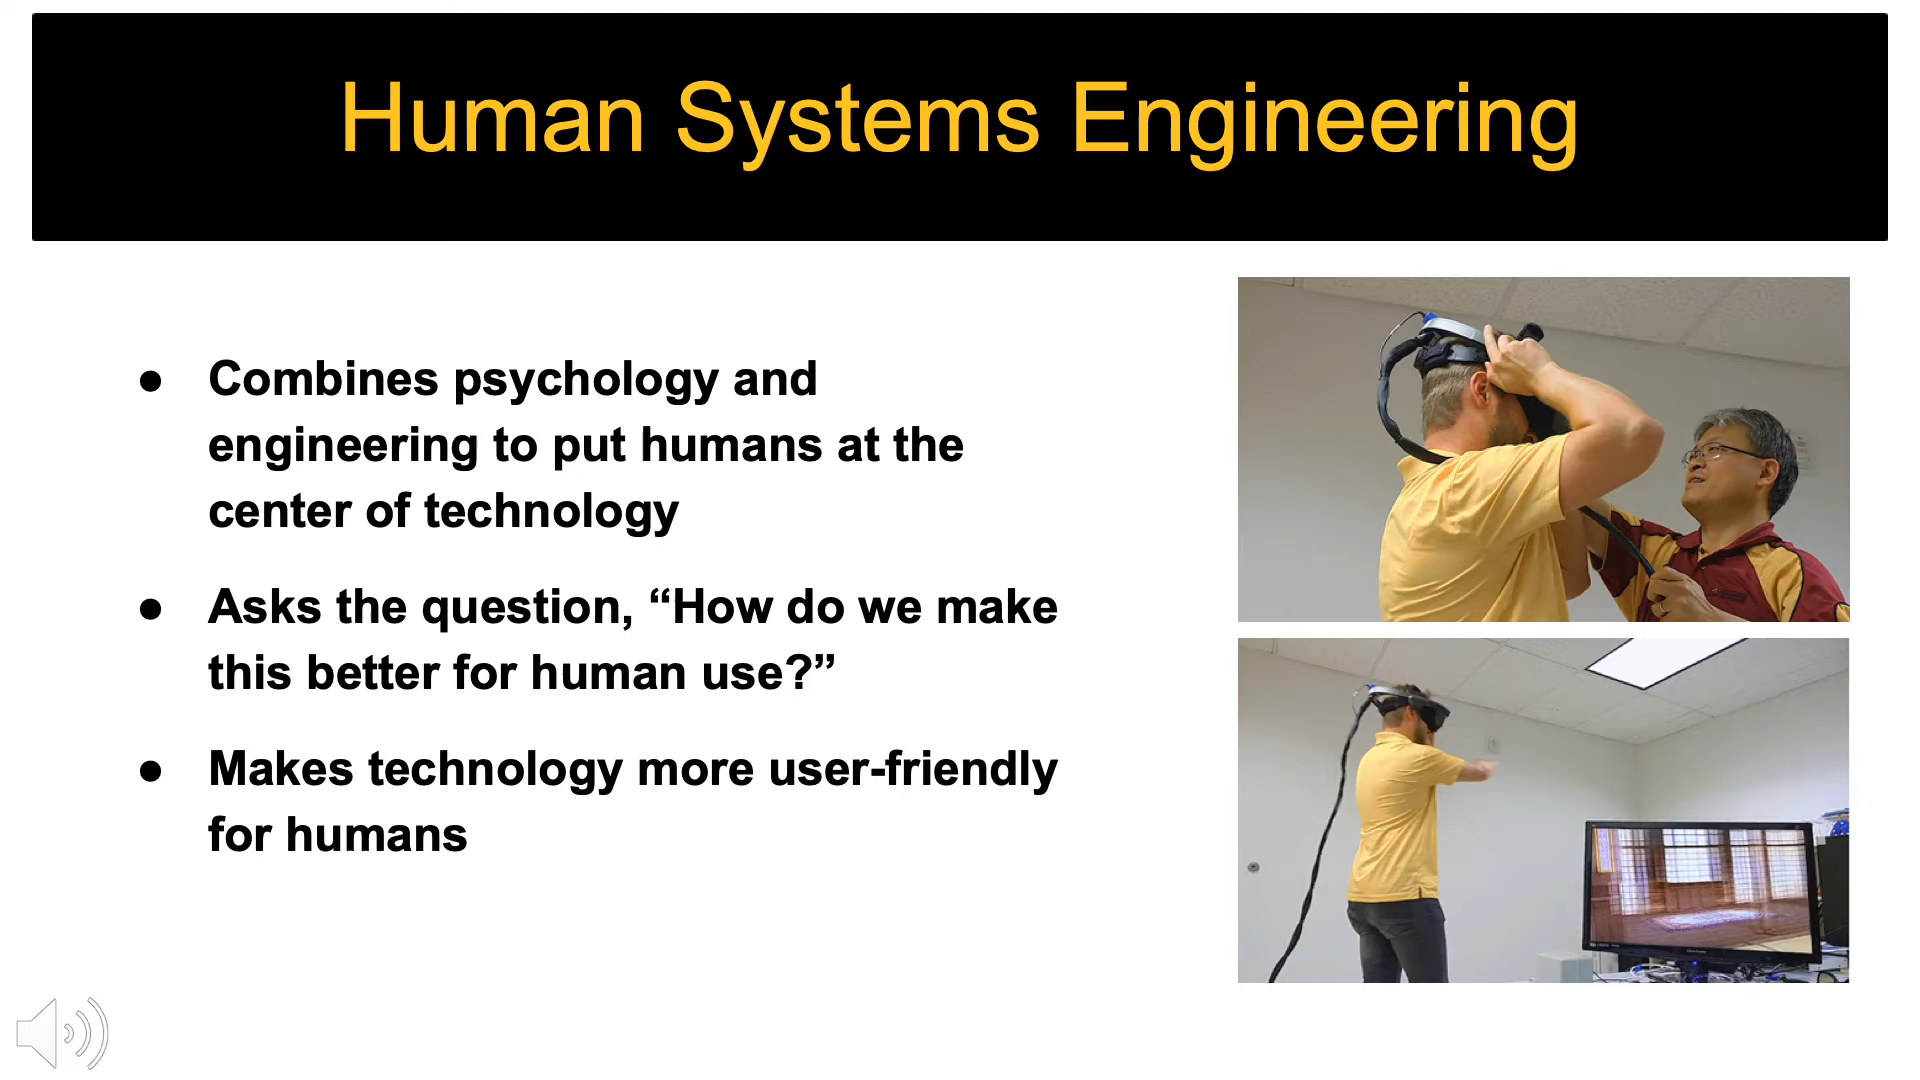 Human Systems Engineering
● Combines psychology and
engineering to put humans at the
center of technology
● Asks the question, “How do we make
this better for human use?”
● Makes technology more user-friendly
for humans